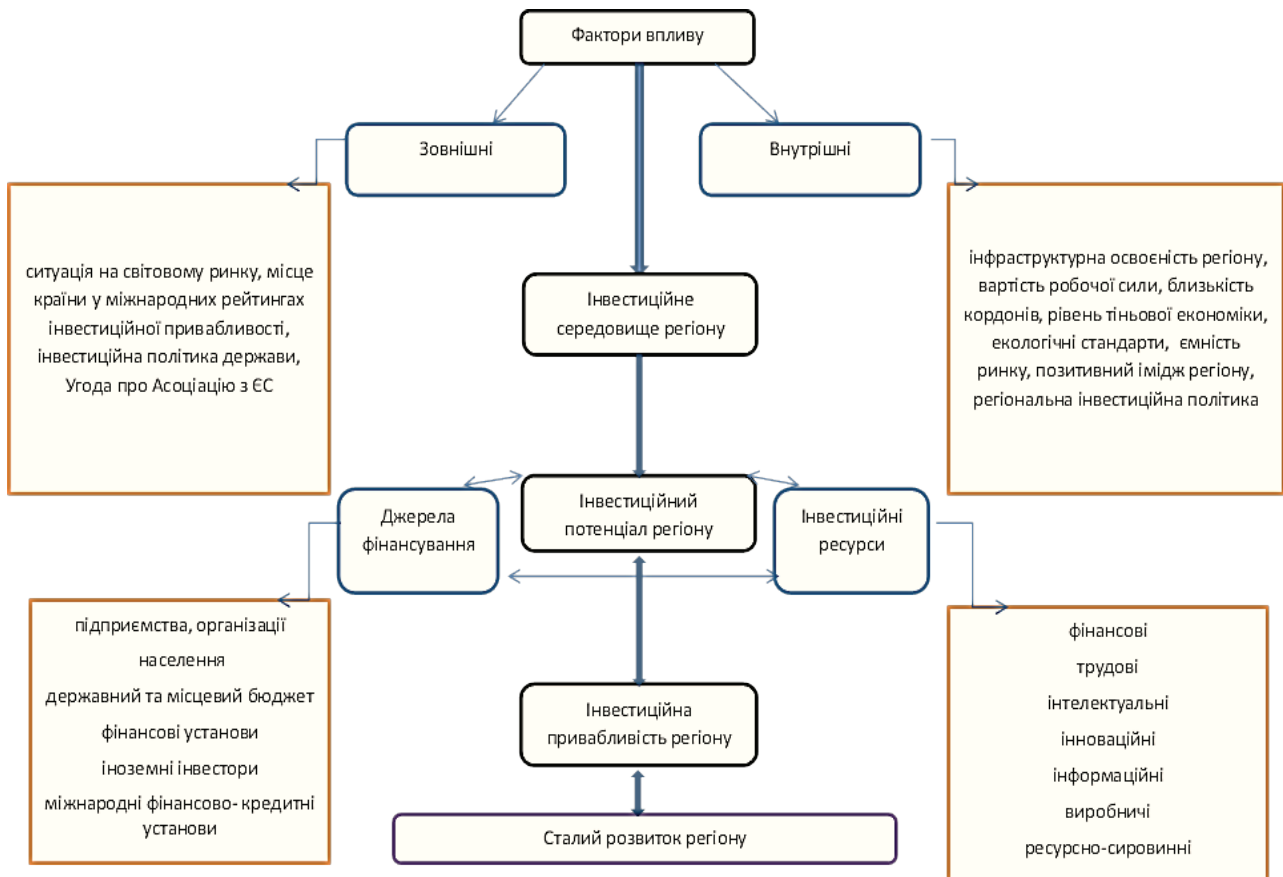 Фактори впливу
Зовнішні
Внутрішні
ситуація на світовому ринку, місце
країни у міжнародних рейтингах
інвестиційної привабливості,
інвестиційна політика держави,
Угода про Асоціацію з ЄС
інфраструктурна освоєність регіону,
вартість робочої сили, близькість
кордонів, рівень тіньової економіки,
екологічні стандарти, ємність
ринку, позитивний імідж регіону,
регіональна інвестиційна політика
Інвестиційне
середовище регіону
Джерела
фінансування
Інвестиційний
потенціал регіону
Інвестиційні
ресурси
підприємства, організації
населення
державний та місцевий бюджет
фінансові установи
іноземні інвестори
міжнародні фінансово- кредитні
установи
фінансові
трудові
інтелектуальні
інноваційні
інформаційні
виробничі
ресурсно-сировинні
Інвестиційна
привабливість регіону
Сталий розвиток регіону